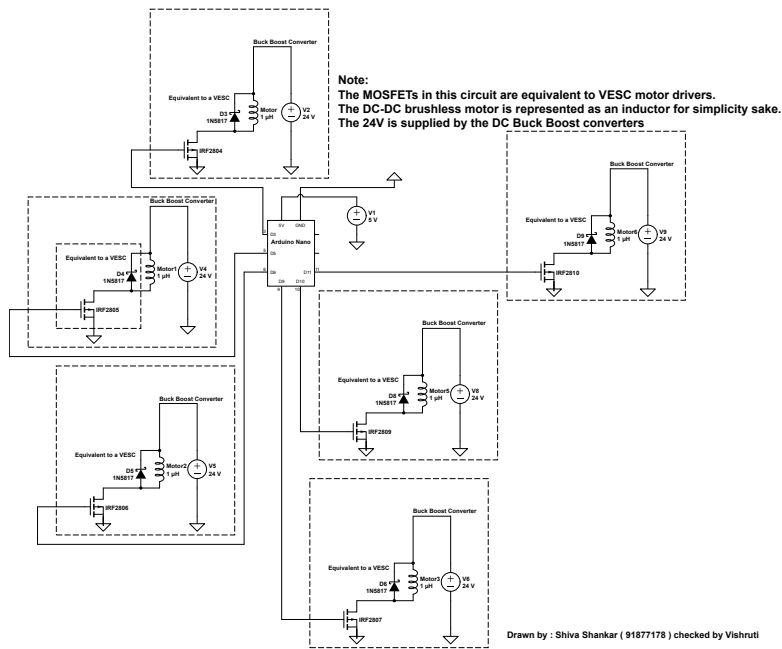 Buck Boost Converter
Equivalent to a VESC
D3
1N5817
Motor
1 µH
V2
24 V
IRF2804
Note:
The MOSFETs in this circuit are equivalent to VESC motor drivers.
The DC-DC brushless motor is represented as an inductor for simplicity sake.
The 24V is supplied by the DC Buck Boost converters
Buck Boost Converter
Equivalent to a VESC
D4
1N5817
Motor1
1 µH
V4
24 V
IRF2805
5V
GND
Arduino Nano
3
D3
5
D5
6
D6
D11
11
D9
D10
9
10
V1
5 V
Buck Boost Converter
Equivalent to a VESC
D9
1N5817
Motor6
1 µH
V9
24 V
IRF2810
Buck Boost Converter
Equivalent to a VESC
D8
1N5817
Motor5
1 µH
V8
24 V
IRF2809
Buck Boost Converter
Equivalent to a VESC
D5
1N5817
Motor2
1 µH
V5
24 V
IRF2806
Buck Boost Converter
Equivalent to a VESC
D6
1N5817
Motor3
1 µH
V6
24 V
IRF2807
Drawn by : Shiva Shankar ( 91877178 ) checked by Vishruti